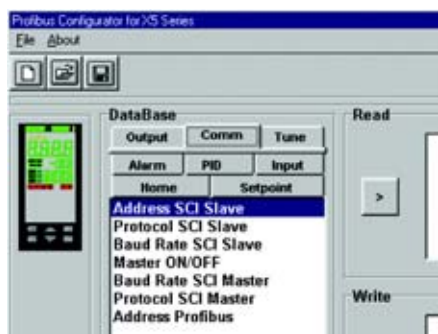 Profibus Configurator for X5 Series
File About
DataBase
Read
Output Comm Tune
Alarm PID Input
Home Setpoint
>
Address SCI Slave
Protocol SCI Slave
Baud Rate SCI Slave
Master ON/OFF
Baud Rate SCI Master
Protocol SCI Master
Address Profibus
Write